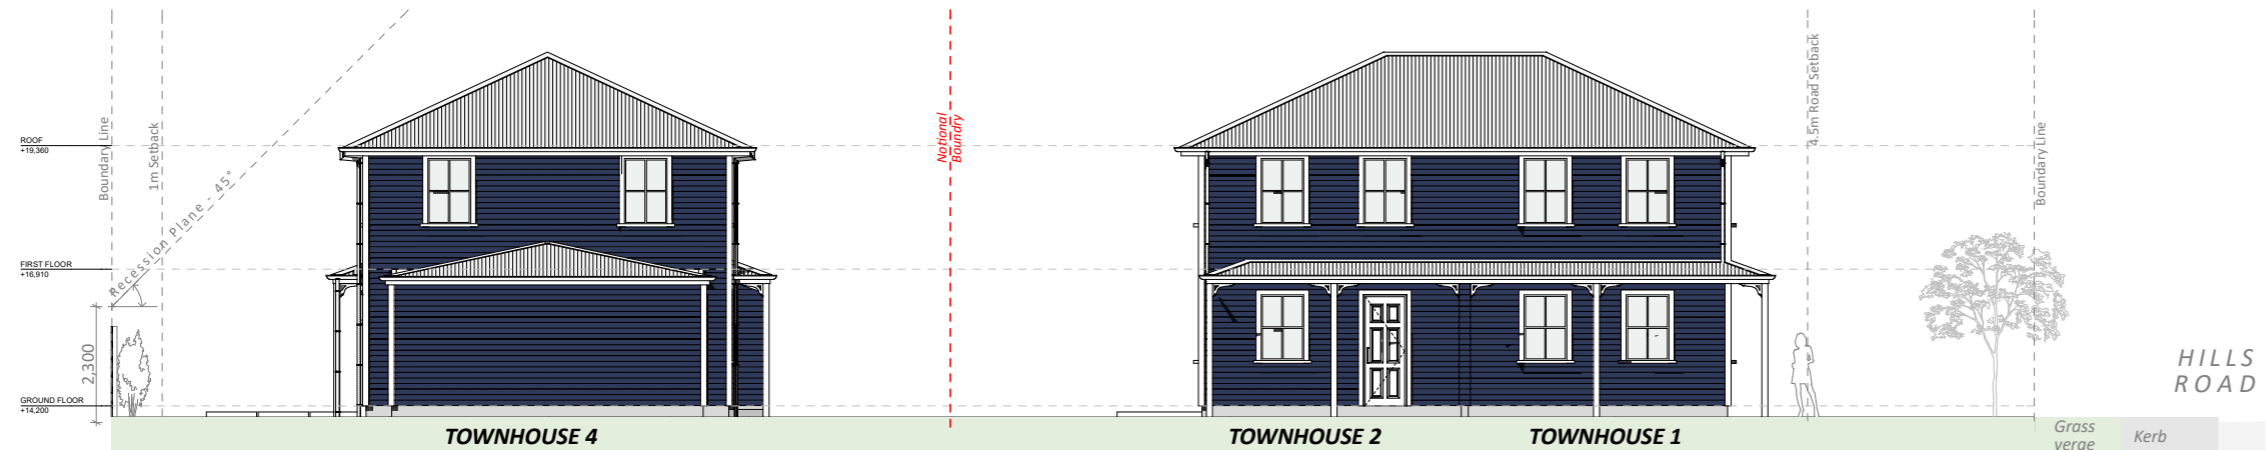 ROOF
+19,360
FIRST FLOOR
+16,910
GROUND FLOOR
+14,200
2,300
Boundary Line
1m Setback
Recession Plane - 45°
Notional
Boundry
4.5m Road Setback
Boundary Line
HILLS
ROAD
TOWNHOUSE 4
TOWNHOUSE 2
TOWNHOUSE 1
Grass
verge
Kerb